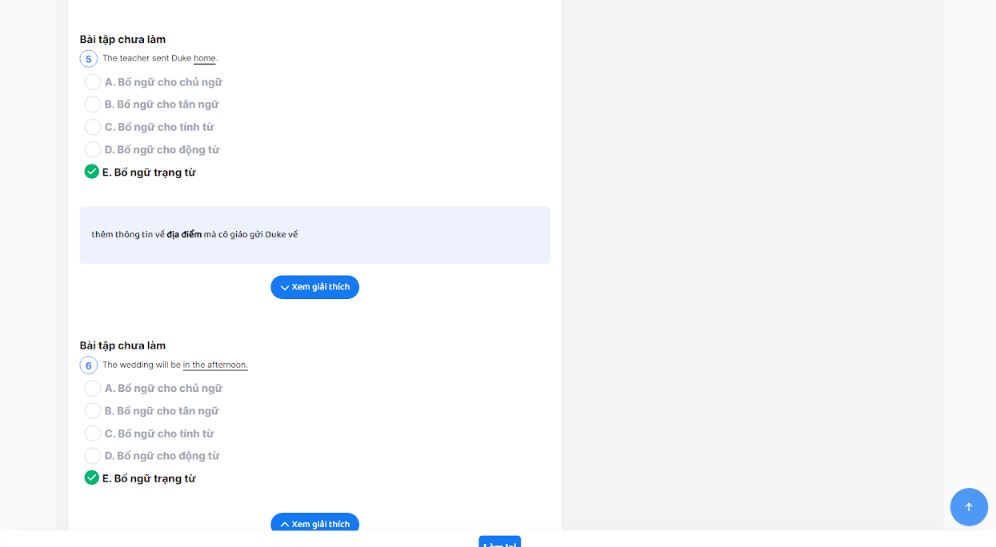 Bài tập chưa làm
5 The teacher sent Duke home.
A. Bổ ngữ cho chủ ngữ
B. Bổ ngữ cho tân ngữ
C. Bổ ngữ cho tính từ
D. Bổ ngữ cho động từ
E. Bổ ngữ trạng từ
thêm thông tin về địa điểm mà cô giáo gửi Duke về
Xem giải thích
Bài tập chưa làm
6 The wedding will be in the afternoon.
A. Bổ ngữ cho chủ ngữ
B. Bổ ngữ cho tân ngữ
C. Bổ ngữ cho tính từ
D. Bổ ngữ cho động từ
E. Bổ ngữ trạng từ
Xem giải thích